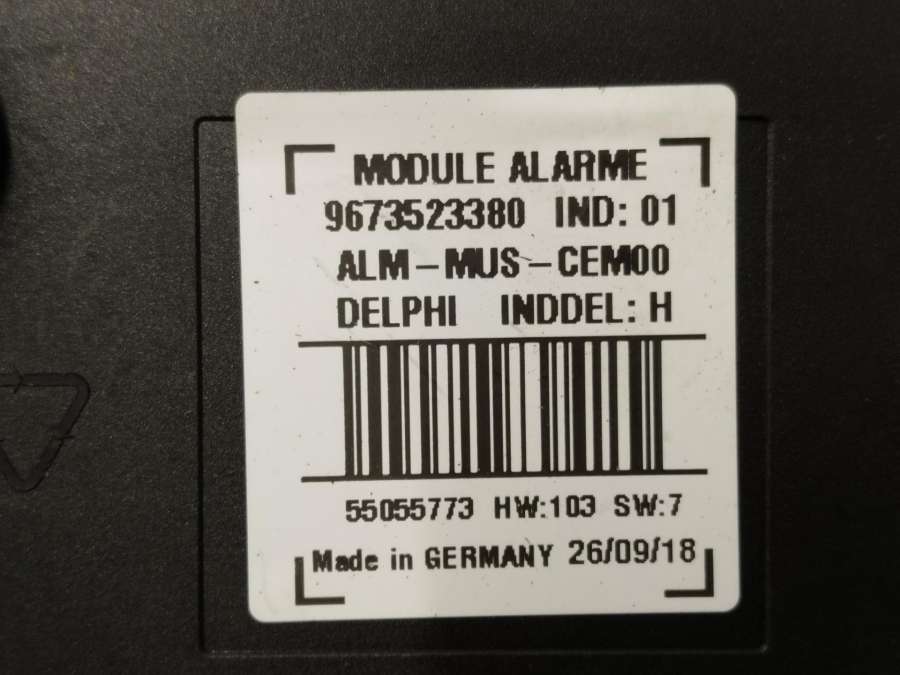 MODULE ALARME
9673523380 IND: 01
ALM-MUS-CEM00
DELPHI INDDEL: H
55055773 HW:103 SW:7
Made in GERMANY 26/09/18